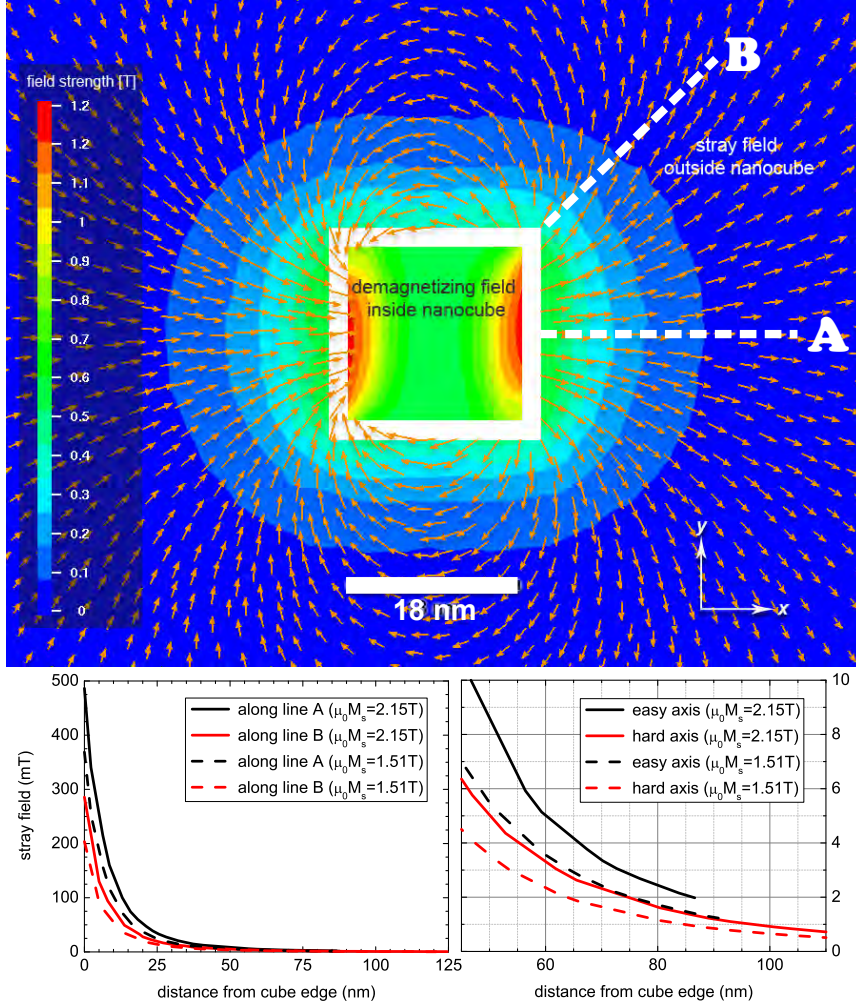 B
field strength [T]
1.2
1.2
1.1
1
0.9
0.8
0.7
0.6
0.5
0.4
0.3
0.2
0.1
0
stray field
outside nanocube
demagnetizing field
inside nanocube
A
18 nm
y
x
500
400
300
200
100
0
stray field (mT)
along line A (μ₀Mₛ=2.15T)
along line B (μ₀Mₛ=2.15T)
along line A (μ₀Mₛ=1.51T)
along line B (μ₀Mₛ=1.51T)
0 25 50 75 100 125
distance from cube edge (nm)
easy axis (μ₀Mₛ=2.15T)
hard axis (μ₀Mₛ=2.15T)
easy axis (μ₀Mₛ=1.51T)
hard axis (μ₀Mₛ=1.51T)
10
8
6
4
2
0
60 80 100
distance from cube edge (nm)